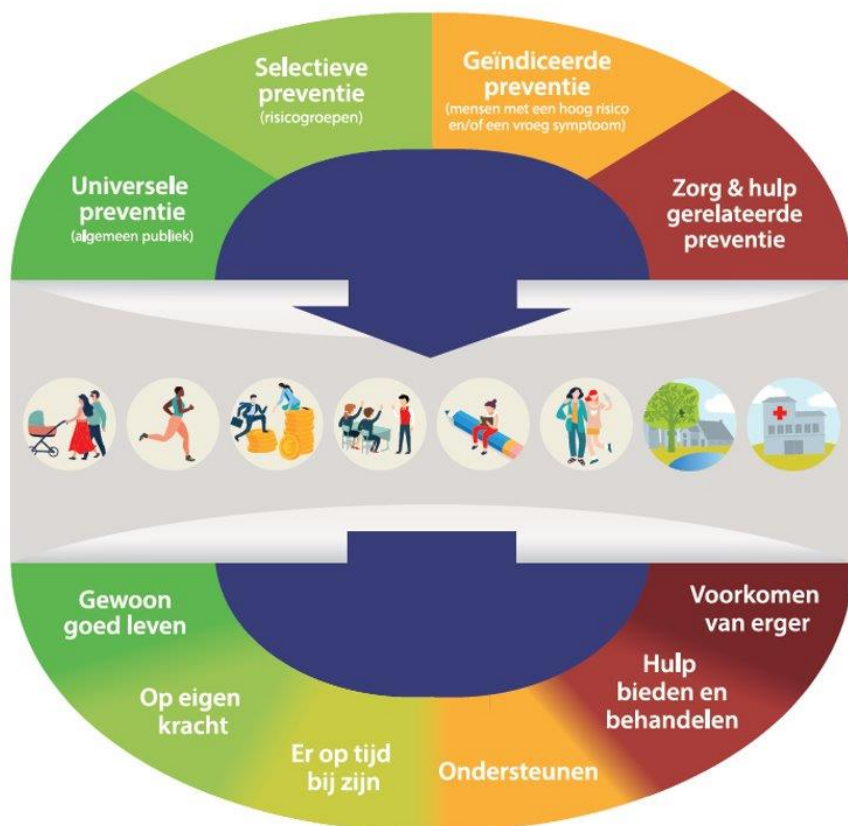 Selectieve
preventie
(risicogroepen)
Geïndiceerde
preventie
(mensen met een hoog risico
en/of een vroeg symptoom)
Universele
preventie
(algemeen publiek)
Zorg & hulp
gerelateerde
preventie
Gewoon
goed leven
Op eigen
kracht
Er op tijd
bij zijn
Ondersteunen
Hulp
bieden en
behandelen
Voorkomen
van erger